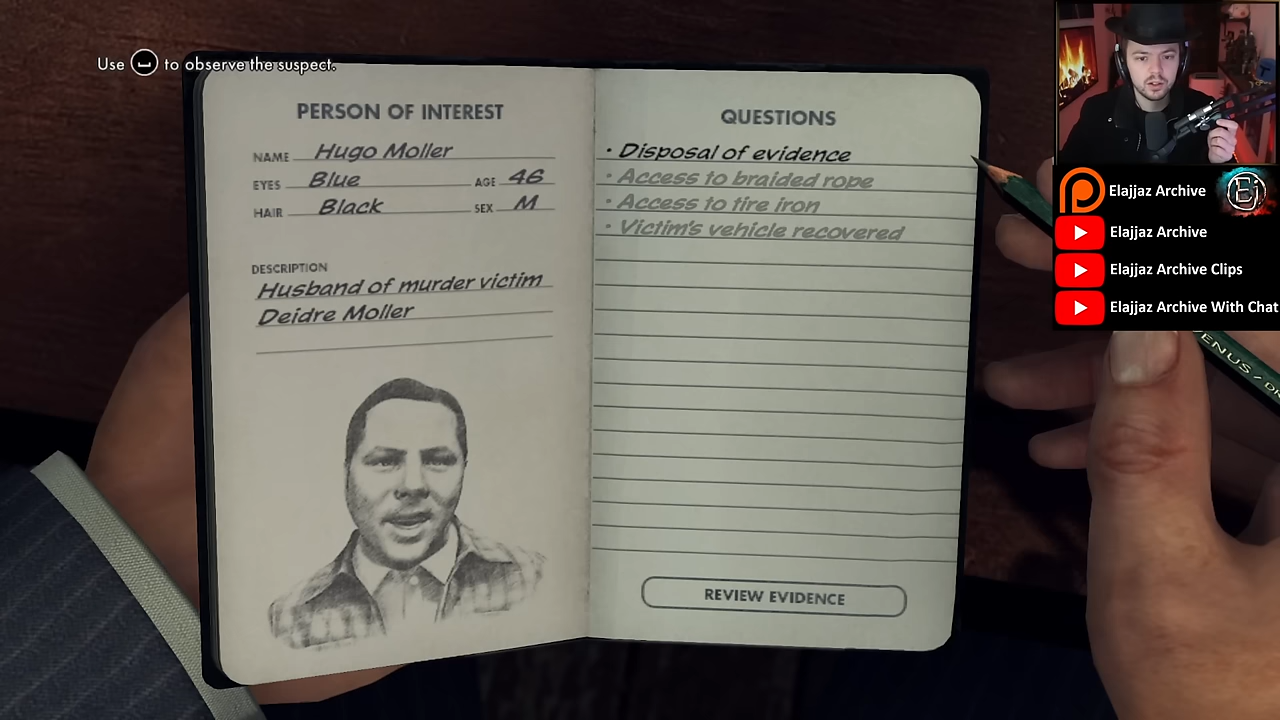 Use to observe the suspect.
PERSON OF INTEREST
NAME Hugo Moller
EYES Blue AGE 46
HAIR Black SEX M
DESCRIPTION
Husband of murder victim
Deidre Moller
QUESTIONS
· Disposal of evidence
· Access to braided rope
· Access to tire iron
· Victim's vehicle recovered
REVIEW EVIDENCE
Elajjaz Archive
EJ
Elajjaz Archive
Elajjaz Archive Clips
Elajjaz Archive With Chat